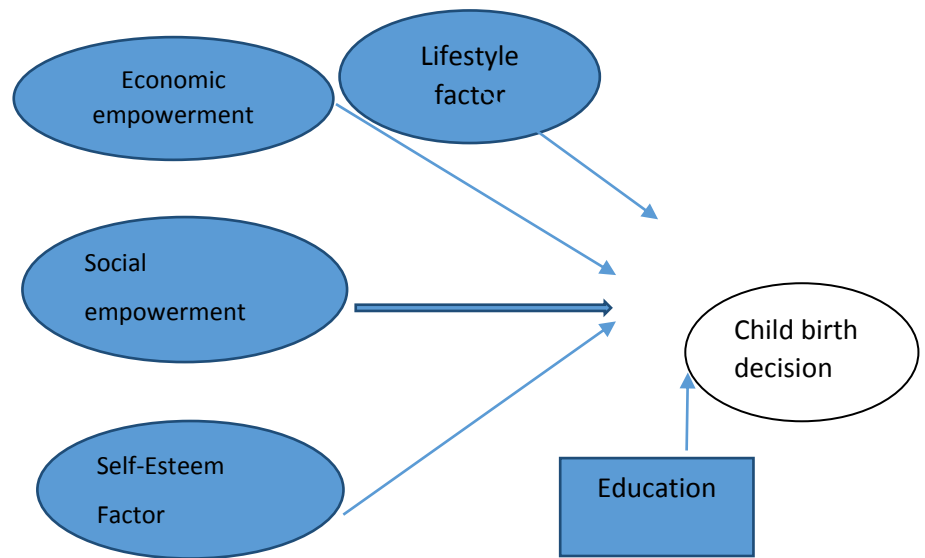 Economic
empowerment
Lifestyle
factor
Social
empowerment
Child birth
decision
Self-Esteem
Factor
Education